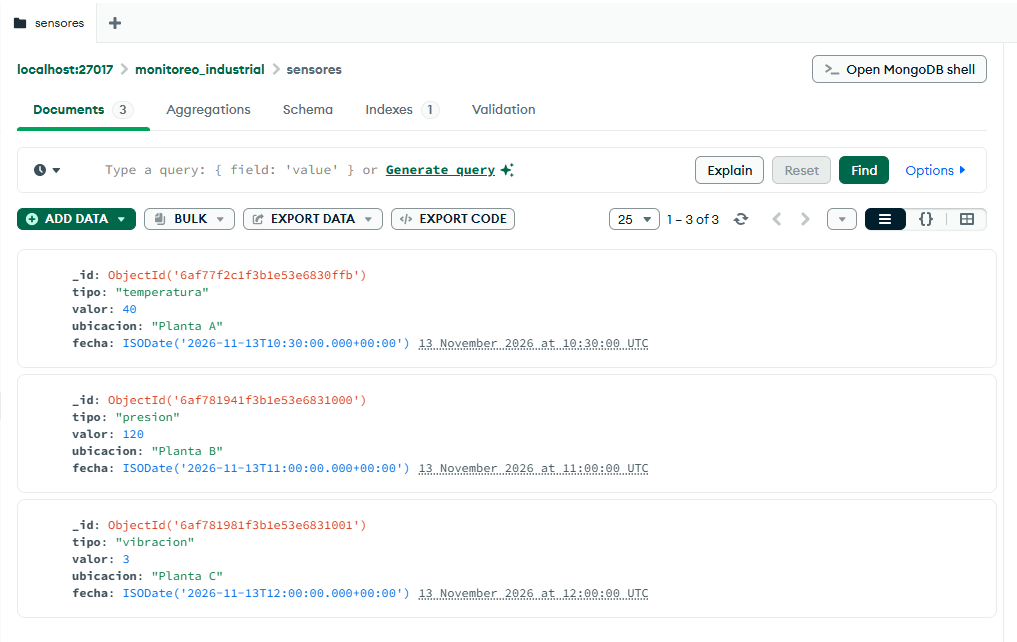 sensores
localhost:27017 monitoreo_industrial sensores
>_ Open MongoDB shell
Documents 3 Aggregations Schema Indexes 1 Validation
Type a query: { field: 'value' } or Generate query
Explain Reset Find Options
ADD DATA BULK EXPORT DATA EXPORT CODE 25 1 – 3 of 3
_id: ObjectId('6af77f2c1f3b1e53e6830ffb')
tipo: "temperatura"
valor: 40
ubicacion: "Planta A"
fecha: ISODate('2026-11-13T10:30:00.000+00:00') 13 November 2026 at 10:30:00 UTC
_id: ObjectId('6af781941f3b1e53e6831000')
tipo: "presion"
valor: 120
ubicacion: "Planta B"
fecha: ISODate('2026-11-13T11:00:00.000+00:00') 13 November 2026 at 11:00:00 UTC
_id: ObjectId('6af781981f3b1e53e6831001')
tipo: "vibracion"
valor: 3
ubicacion: "Planta C"
fecha: ISODate('2026-11-13T12:00:00.000+00:00') 13 November 2026 at 12:00:00 UTC